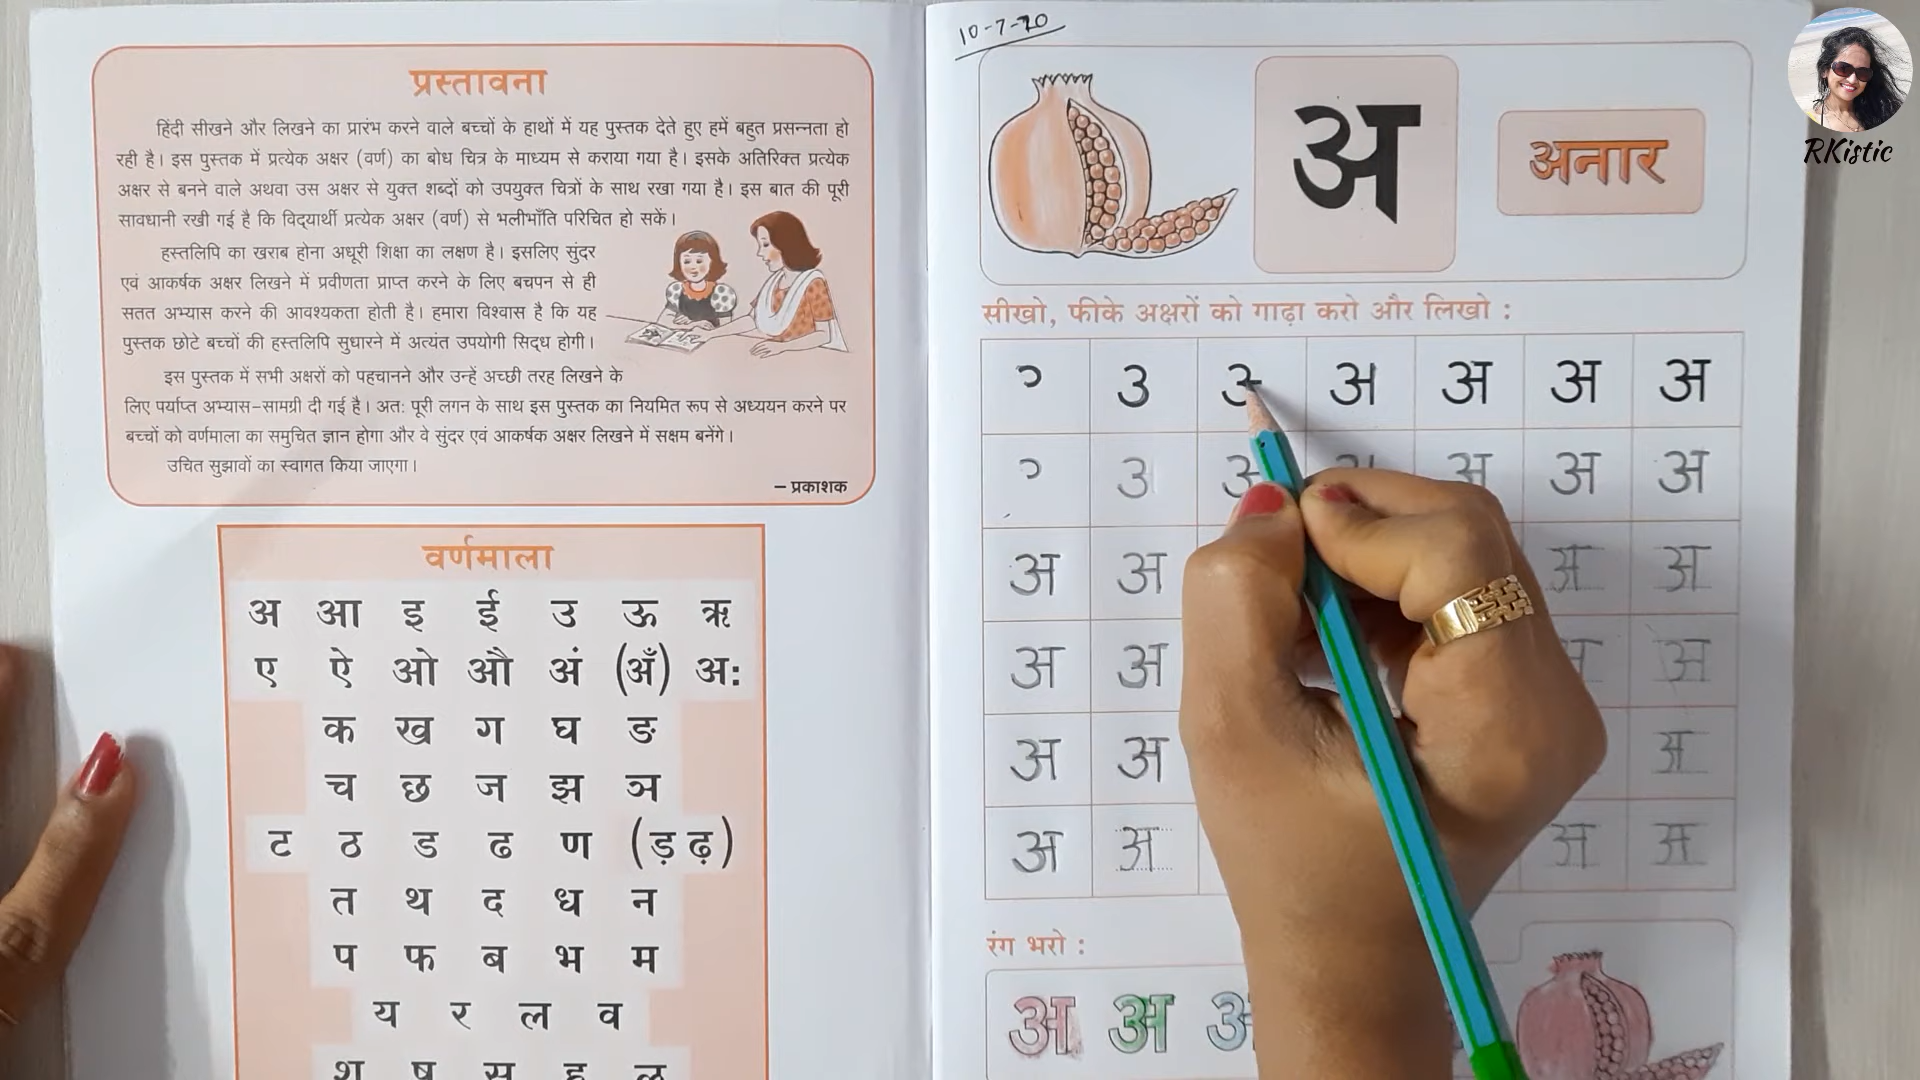 प्रस्तावना
हिंदी सीखने और लिखने का प्रारंभ करने वाले बच्चों के हाथों में यह पुस्तक देते हुए हमें बहुत प्रसन्नता हो
रही है। इस पुस्तक में प्रत्येक अक्षर (वर्ण) का बोध चित्र के माध्यम से कराया गया है। इसके अतिरिक्त प्रत्येक
अक्षर से बनने वाले अथवा उस अक्षर से युक्त शब्दों को उपयुक्त चित्रों के साथ रखा गया है। इस बात की पूरी
सावधानी रखी गई है कि विद्‌यार्थी प्रत्येक अक्षर (वर्ण) से भलीभाँति परिचित हो सकें।
हस्तलिपि का खराब होना अधूरी शिक्षा का लक्षण है। इसलिए सुंदर
एवं आकर्षक अक्षर लिखने में प्रवीणता प्राप्त करने के लिए बचपन से ही
सतत अभ्यास करने की आवश्यकता होती है। हमारा विश्वास है कि यह
पुस्तक छोटे बच्चों की हस्तलिपि सुधारने में अत्यंत उपयोगी सिद्‌ध होगी।
इस पुस्तक में सभी अक्षरों को पहचानने और उन्हें अच्छी तरह लिखने के
लिए पर्याप्त अभ्यास-सामग्री दी गई है। अत: पूरी लगन के साथ इस पुस्तक का नियमित रूप से अध्ययन करने पर
बच्चों को वर्णमाला का समुचित ज्ञान होगा और वे सुंदर एवं आकर्षक अक्षर लिखने में सक्षम बनेंगे।
उचित सुझावों का स्वागत किया जाएगा।
– प्रकाशक
वर्णमाला
अ आ इ ई उ ऊ ऋ
ए ऐ ओ औ अं (अँ) अ:
क ख ग घ ङ
च छ ज झ ञ
ट ठ ड ढ ण (ड़ ढ़)
त थ द ध न
प फ ब भ म
य र ल व
श ष स ह ळ
10-7-20
अ
अनार
RKistic
सीखो, फीके अक्षरों को गाढ़ा करो और लिखो :
अ अ अ अ
अ अ अ
अ अ अ अ
अ अ अ
अ अ अ
अ अ अ अ
रंग भरो :
अ अ